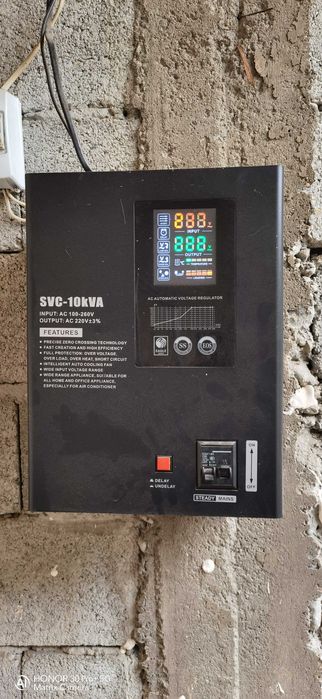 INPUT
OUTPUT
TEMPERATURE
LOADING
AC AUTOMATIC VOLTAGE REGULATOR
SVC-10kVA
INPUT: AC 100-260V
OUTPUT: AC 220V±3%
FEATURES
PRECISE ZERO CROSSING TECHNOLOGY
FAST CREATION AND HIGH EFFICIENCY
FULL PROTECTION: OVER VOLTAGE,
OVER LOAD, OVER HEAT, SHORT CIRCUIT
INTELLIGENT AUTO COOLING FAN
WIDE INPUT VOLTAGE RANGE
WIDE RANGE APPLIANCE, SUITABLE FOR
ALL HOME AND OFFICE APPLIANCE,
ESPECIALLY FOR AIR CONDITIONER
SS
DELAY
UNDELAY
ON
OFF
STEADY MAINS
HONOR 30 Pro+ 5G
Matrix Camera